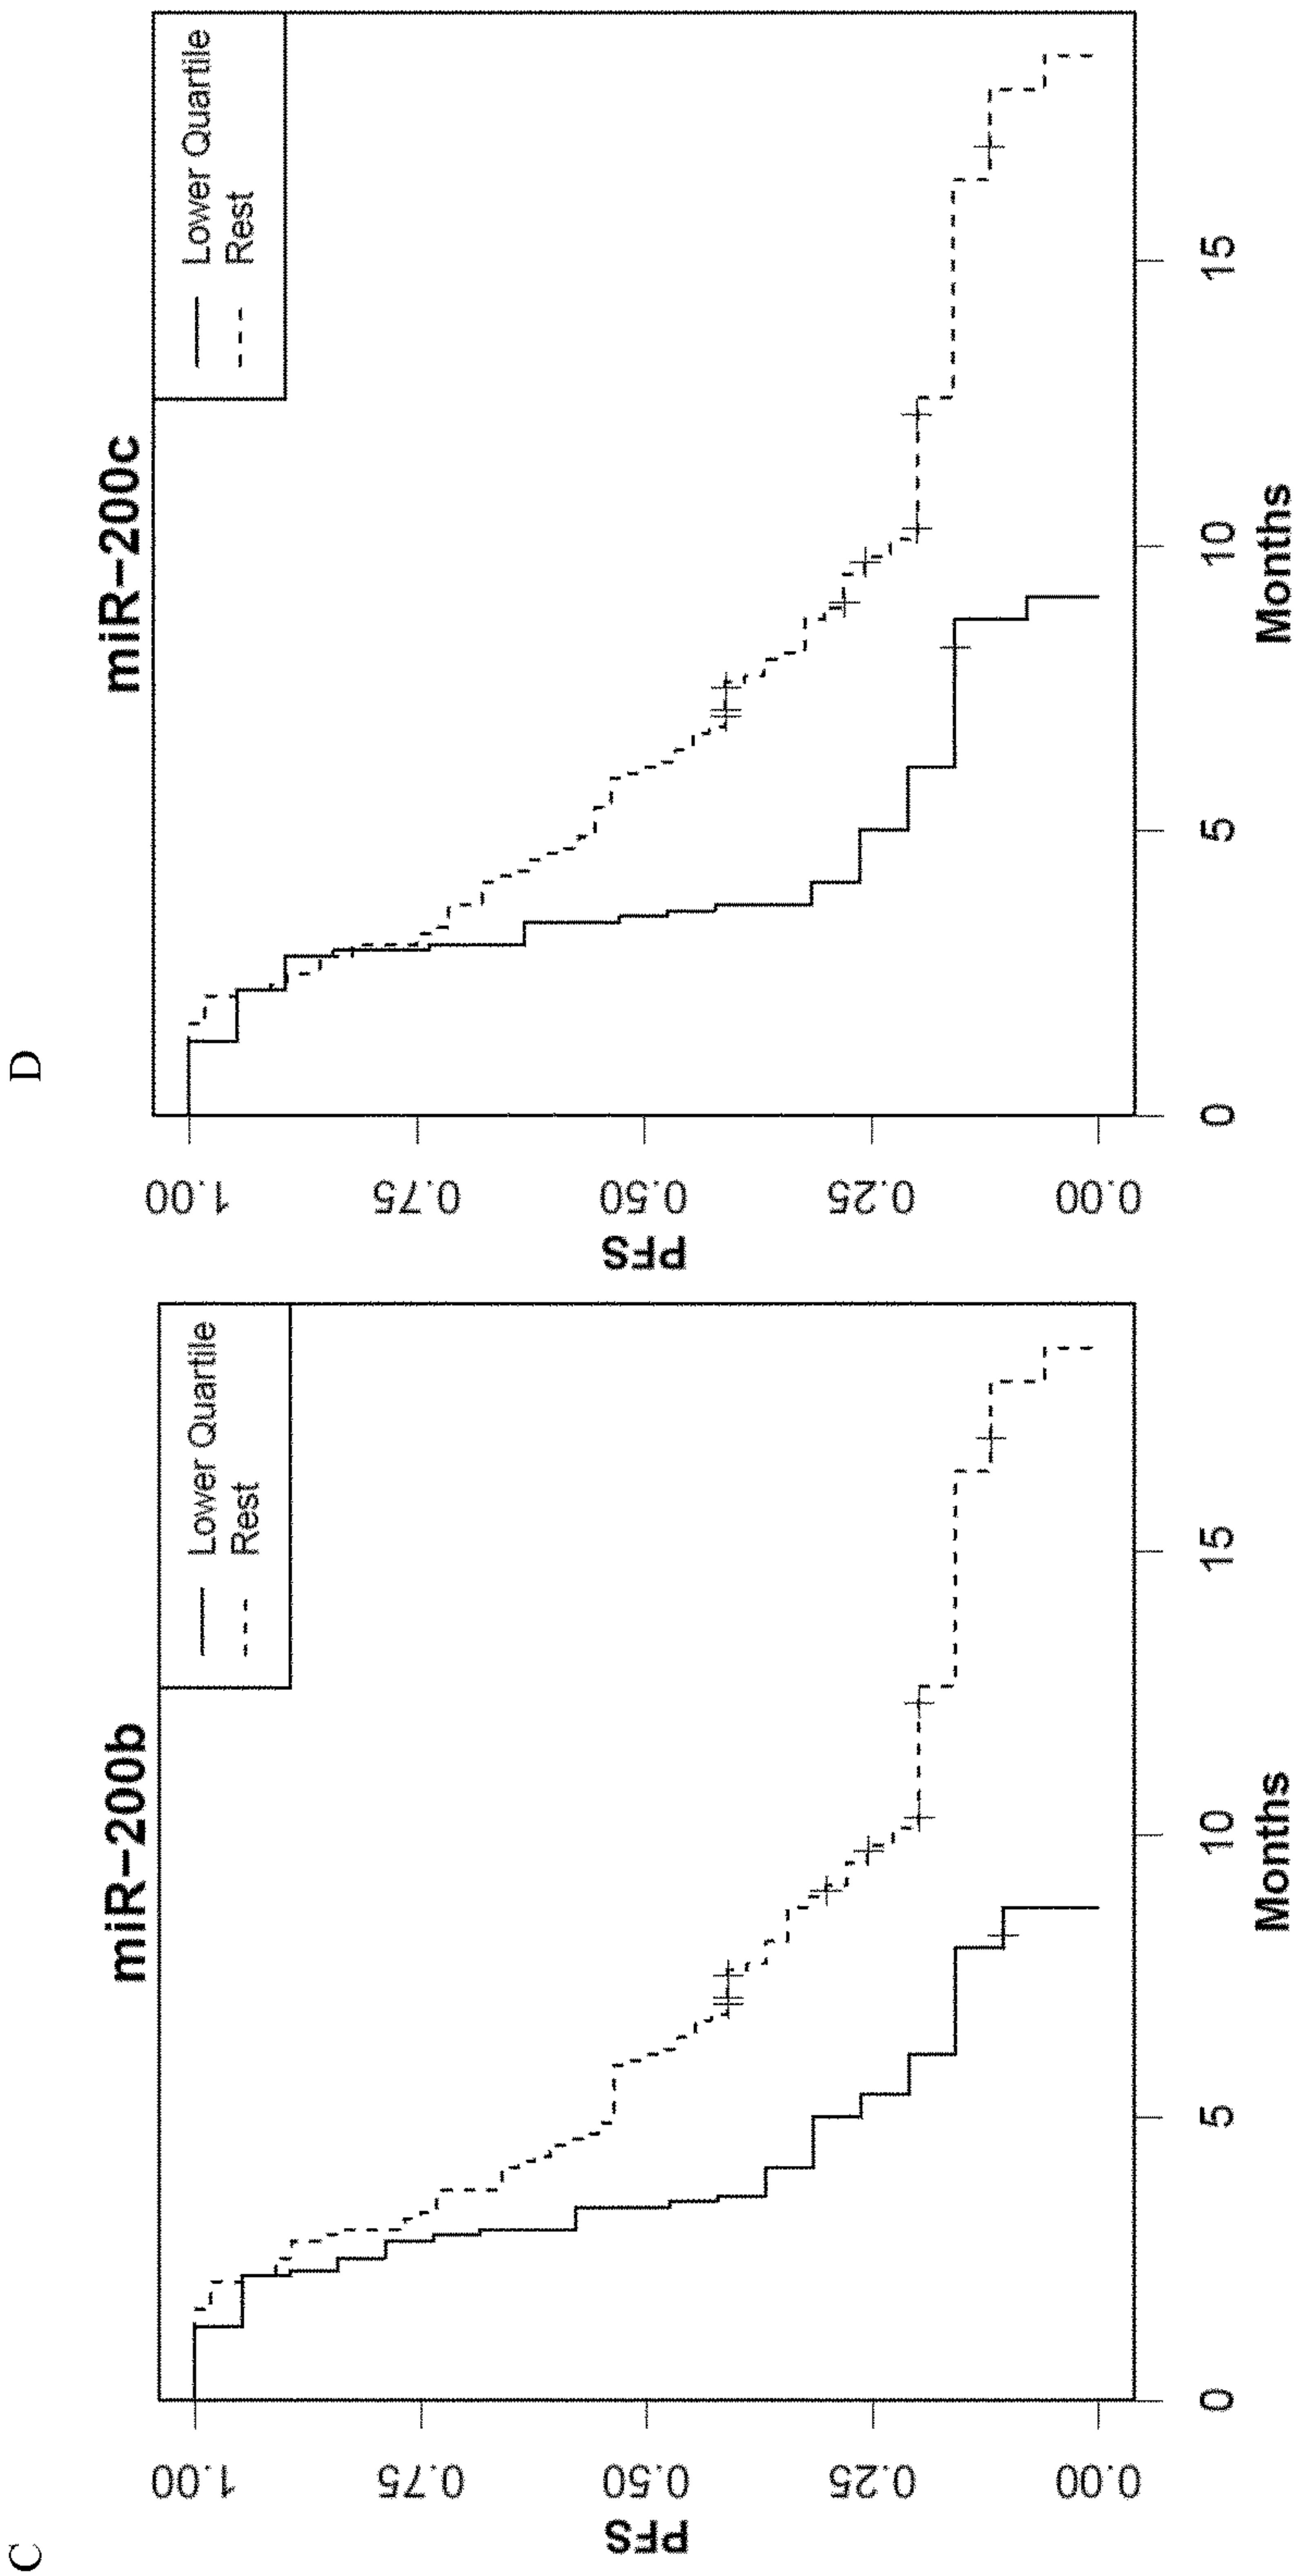 C
miR−200b
PFS
1.00
0.75
0.50
0.25
0.00
Lower Quartile
Rest
0 5 10 15
Months
D
miR−200c
PFS
1.00
0.75
0.50
0.25
0.00
Lower Quartile
Rest
0 5 10 15
Months